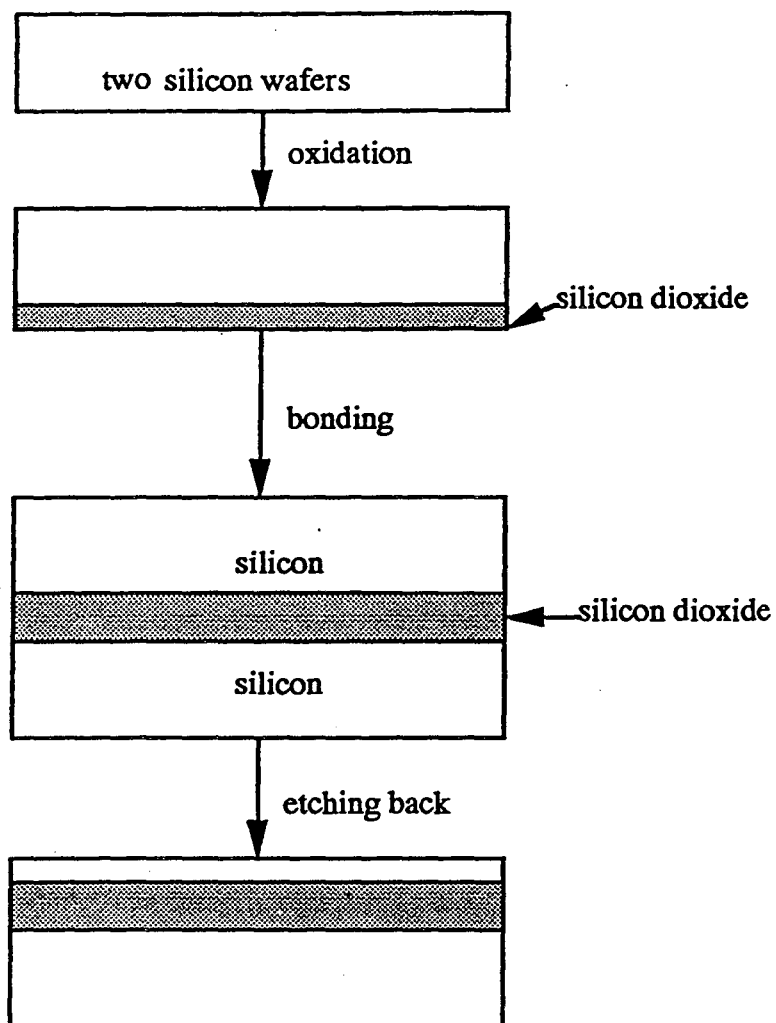 two silicon wafers
oxidation
silicon dioxide
bonding
silicon
silicon dioxide
silicon
etching back